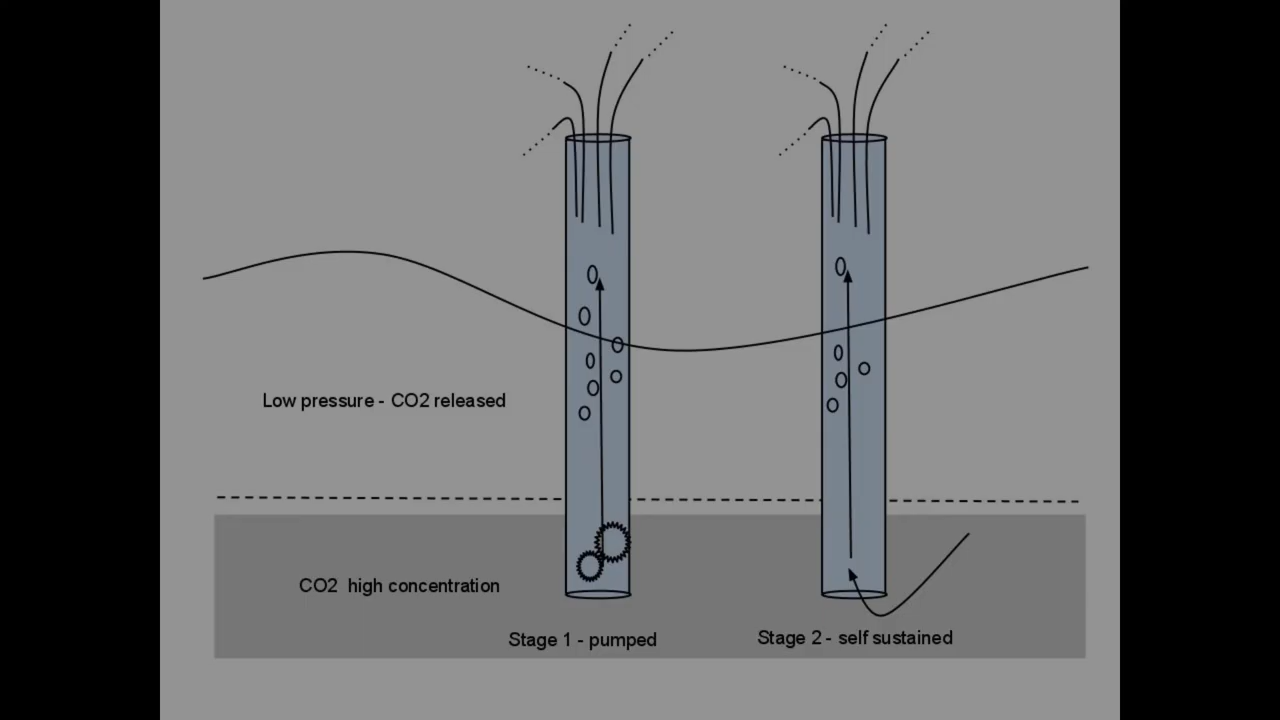 Low pressure - CO2 released
CO2 high concentration
Stage 1 - pumped
Stage 2 - self sustained